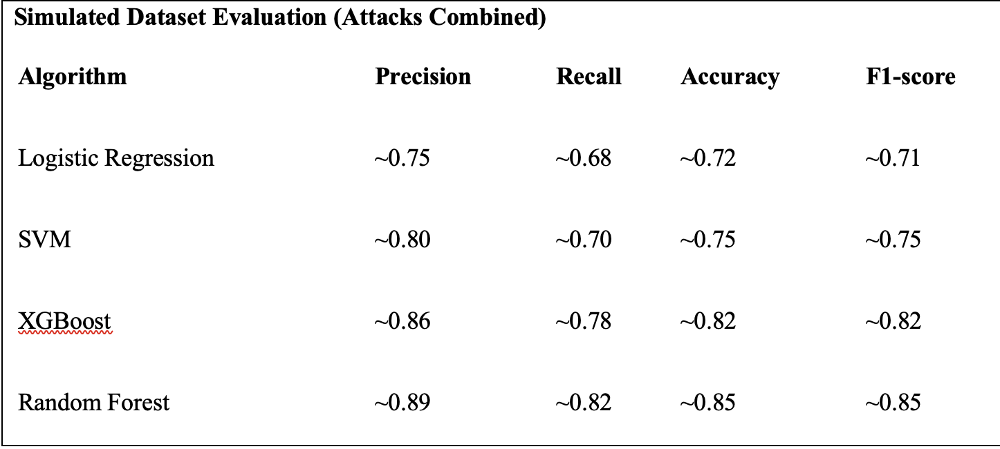 Simulated Dataset Evaluation (Attacks Combined)
Algorithm Precision Recall Accuracy F1-score
Logistic Regression ~0.75 ~0.68 ~0.72 ~0.71
SVM ~0.80 ~0.70 ~0.75 ~0.75
XGBoost ~0.86 ~0.78 ~0.82 ~0.82
Random Forest ~0.89 ~0.82 ~0.85 ~0.85